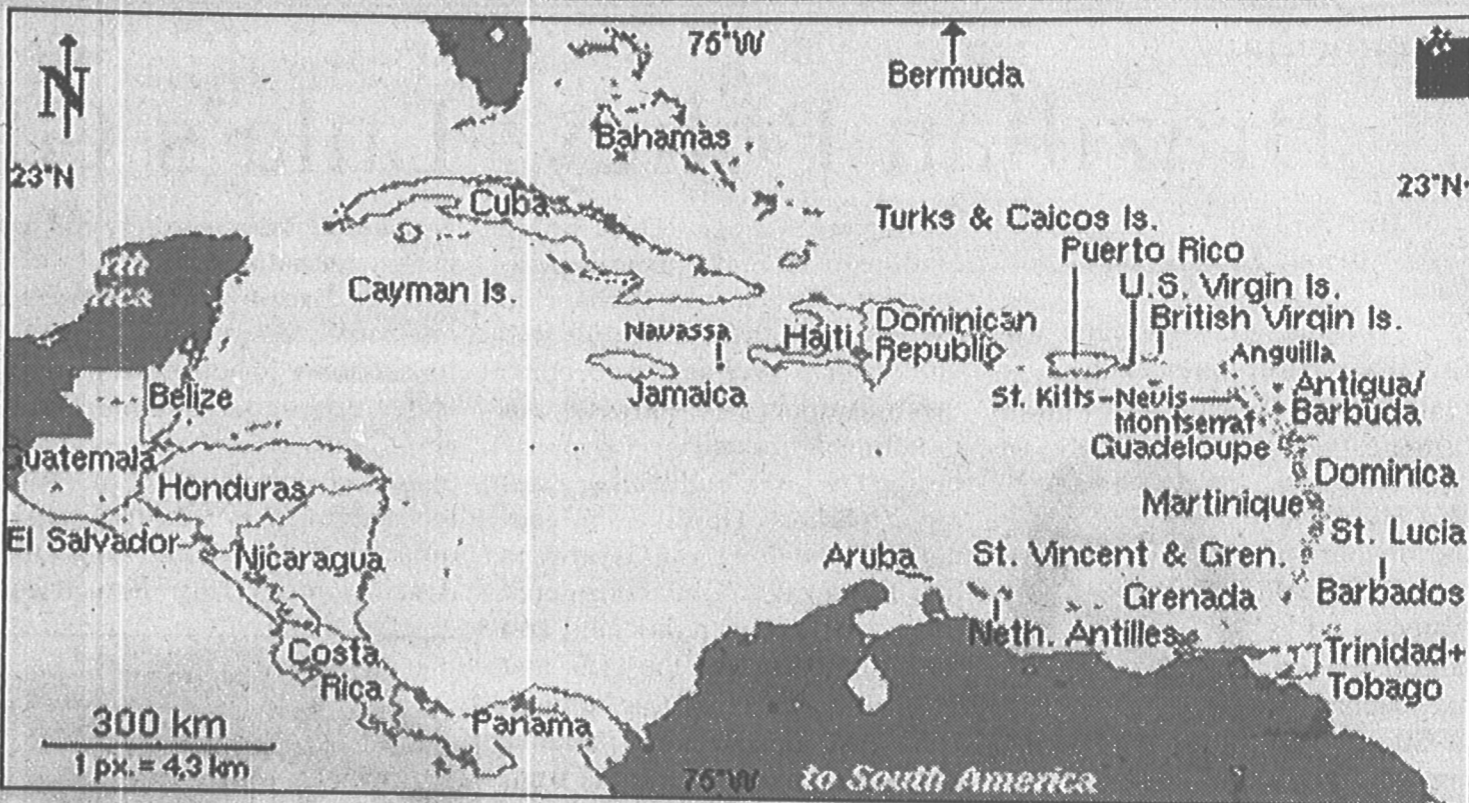 N
75°W
Bermuda
Bahamas
23°N
23°N
Cuba
Turks & Caicos Is.
Puerto Rico
Cayman Is.
U.S. Virgin Is.
Navassa
Haiti
Dominican
Republic
British Virgin Is.
Anguilla
Jamaica
Belize
St. Kitts-Nevis
Antigua/
Barbuda
Montserrat
Guadeloupe
Guatemala
Honduras
Dominica
Martinique
El Salvador
Nicaragua
St. Lucia
Aruba
St. Vincent & Gren.
Grenada
Barbados
Neth. Antilles
Costa
Rica
Trinidad+
Tobago
Panama
300 km
1 px. = 4,3 km
75°W
to South America